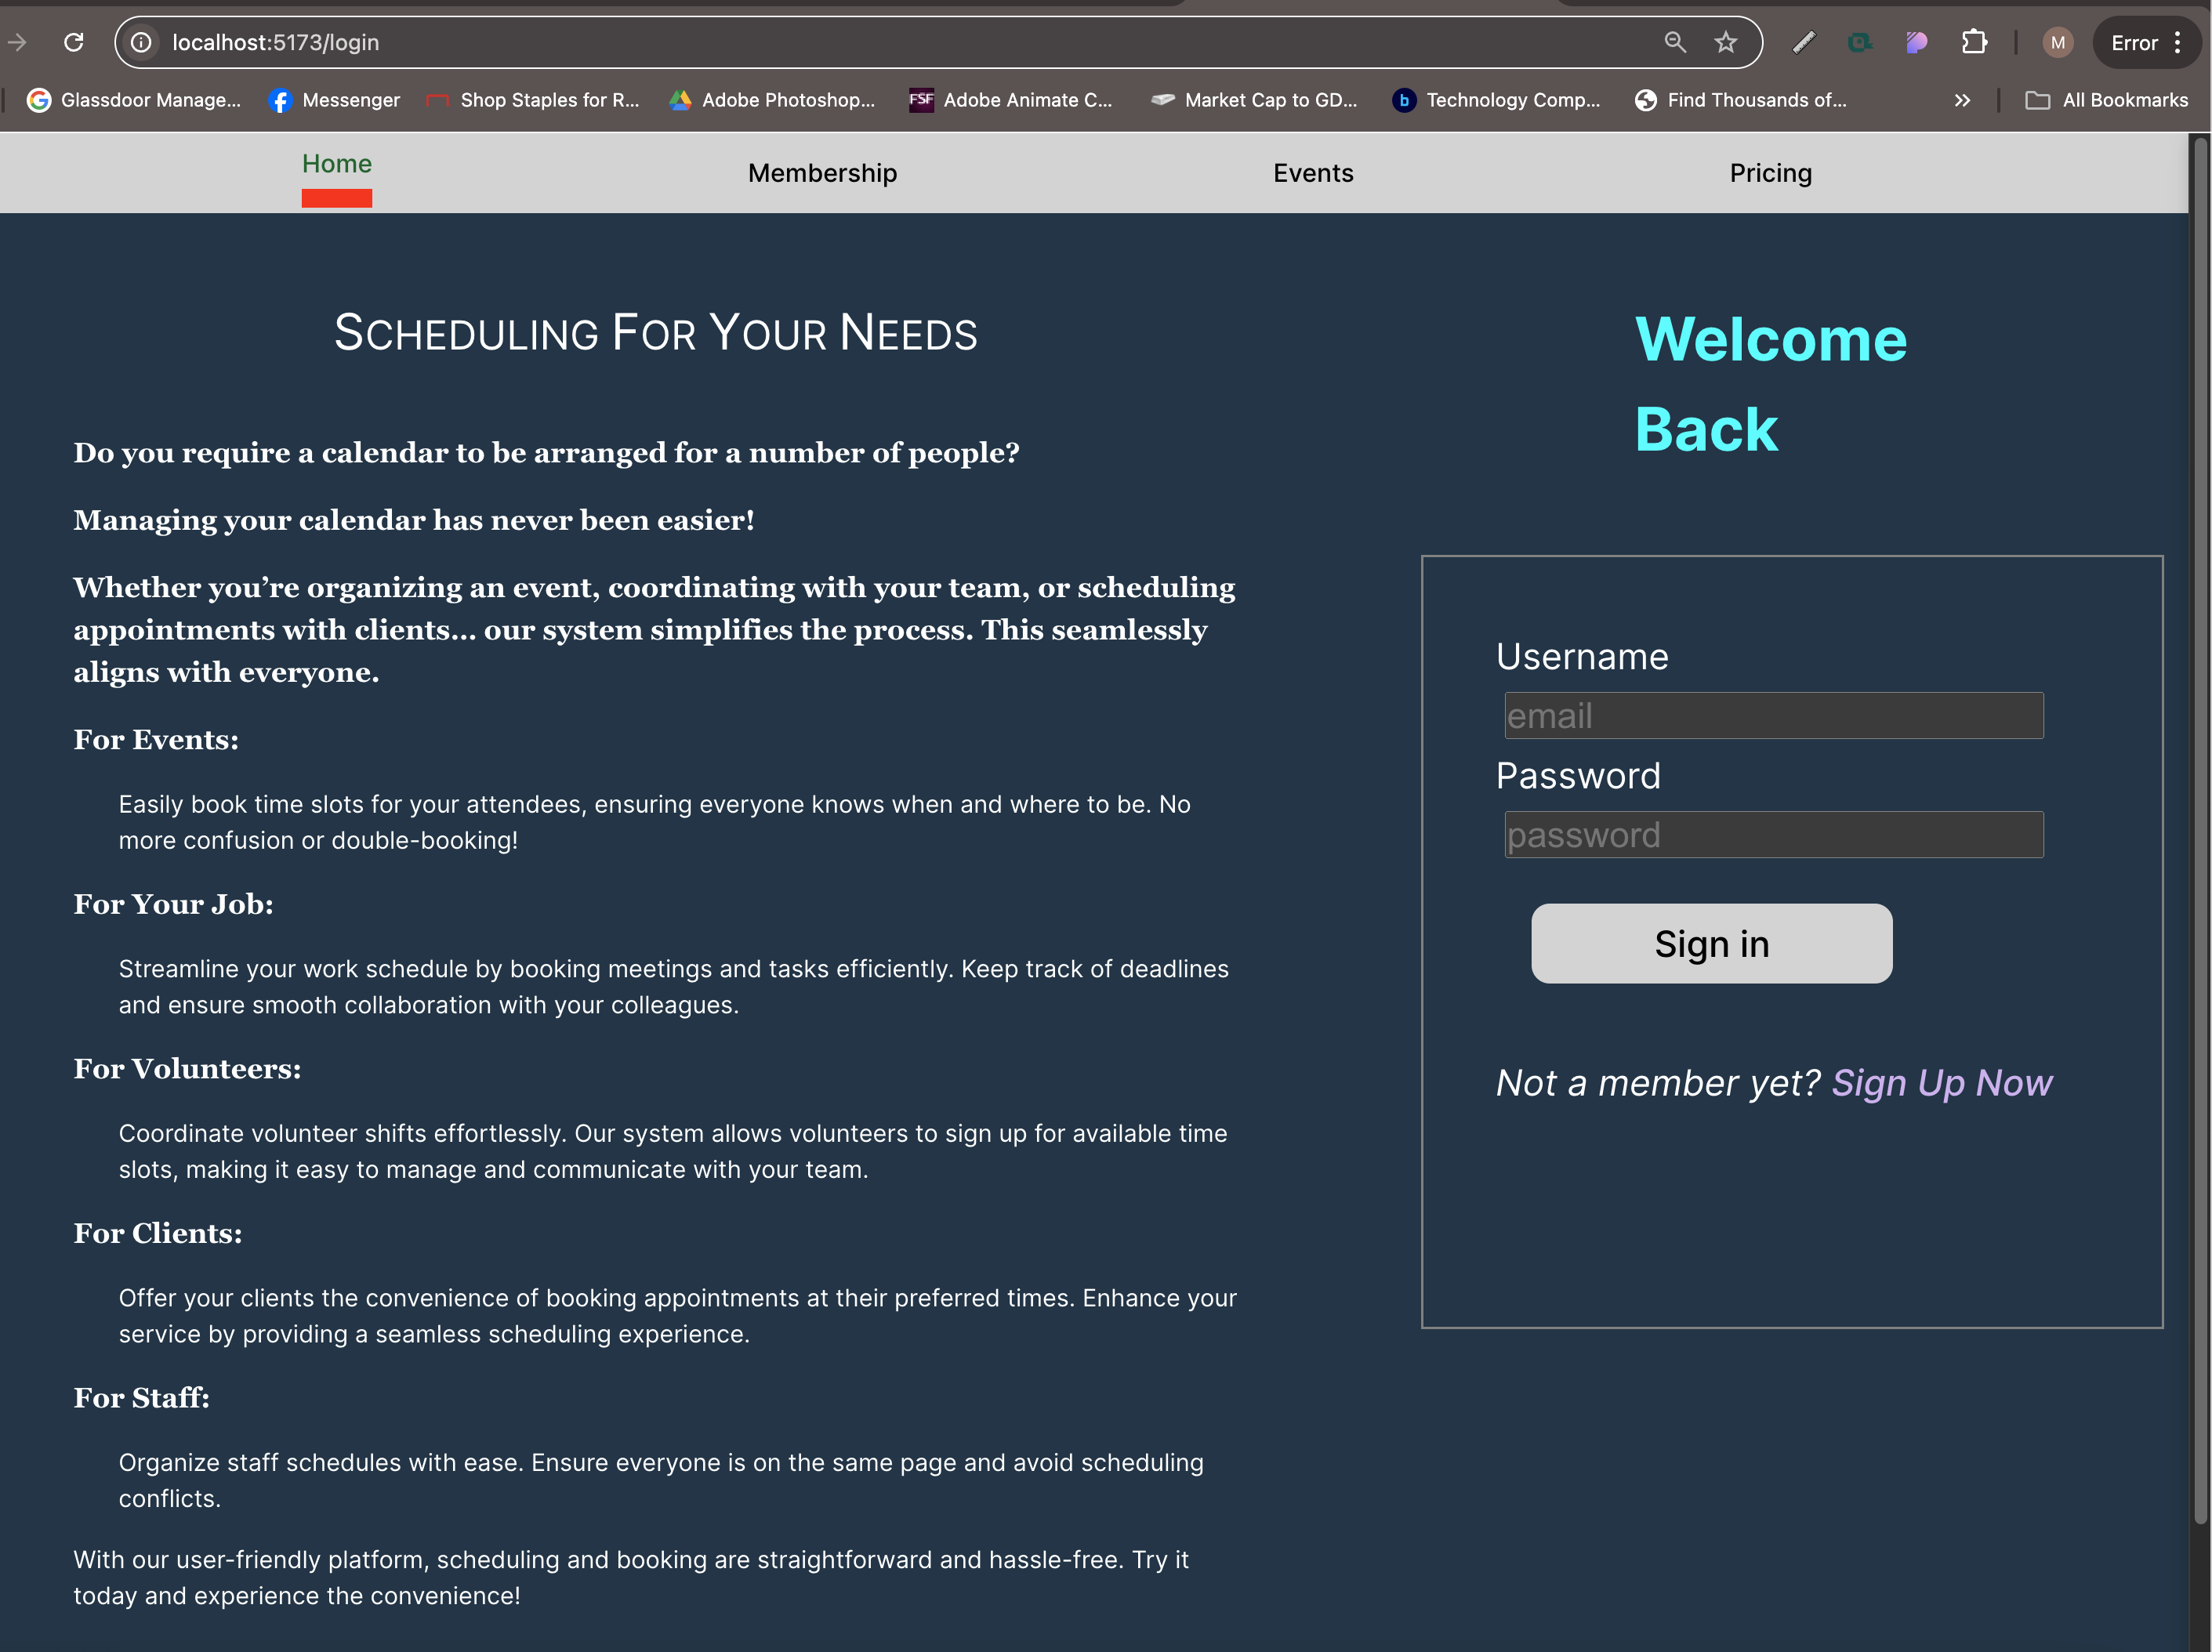 localhost:5173/login
M
Error
Glassdoor Manage...
Messenger
Shop Staples for R...
Adobe Photoshop...
FSF
Adobe Animate C...
Market Cap to GD...
b
Technology Comp...
Find Thousands of...
All Bookmarks
Home
Membership
Events
Pricing
Scheduling For Your Needs
Do you require a calendar to be arranged for a number of people?
Managing your calendar has never been easier!
Whether you’re organizing an event, coordinating with your team, or scheduling
appointments with clients... our system simplifies the process. This seamlessly
aligns with everyone.
For Events:
Easily book time slots for your attendees, ensuring everyone knows when and where to be. No
more confusion or double-booking!
For Your Job:
Streamline your work schedule by booking meetings and tasks efficiently. Keep track of deadlines
and ensure smooth collaboration with your colleagues.
For Volunteers:
Coordinate volunteer shifts effortlessly. Our system allows volunteers to sign up for available time
slots, making it easy to manage and communicate with your team.
For Clients:
Offer your clients the convenience of booking appointments at their preferred times. Enhance your
service by providing a seamless scheduling experience.
For Staff:
Organize staff schedules with ease. Ensure everyone is on the same page and avoid scheduling
conflicts.
With our user-friendly platform, scheduling and booking are straightforward and hassle-free. Try it
today and experience the convenience!
Welcome
Back
Username
email
Password
password
Sign in
Not a member yet? Sign Up Now